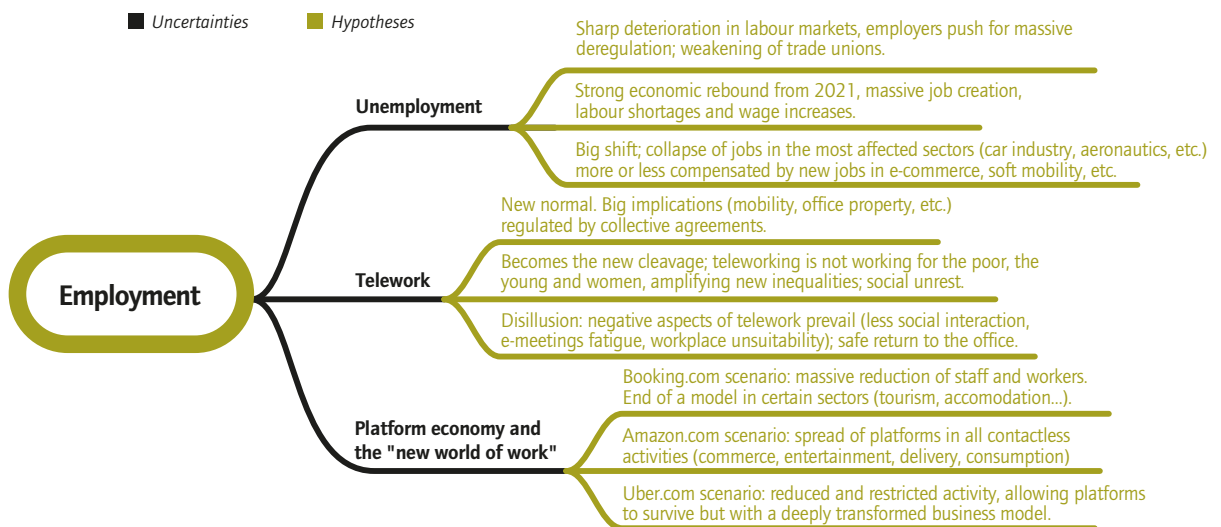 Uncertainties
Hypotheses
Employment
Unemployment
Sharp deterioration in labour markets, employers push for massive
deregulation; weakening of trade unions.
Strong economic rebound from 2021, massive job creation,
labour shortages and wage increases.
Big shift; collapse of jobs in the most affected sectors (car industry, aeronautics, etc.)
more or less compensated by new jobs in e-commerce, soft mobility, etc.
Telework
New normal. Big implications (mobility, office property, etc.)
regulated by collective agreements.
Becomes the new cleavage; teleworking is not working for the poor, the
young and women, amplifying new inequalities; social unrest.
Disillusion: negative aspects of telework prevail (less social interaction,
e-meetings fatigue, workplace unsuitability); safe return to the office.
Platform economy and
the "new world of work"
Booking.com scenario: massive reduction of staff and workers.
End of a model in certain sectors (tourism, accomodation...).
Amazon.com scenario: spread of platforms in all contactless
activities (commerce, entertainment, delivery, consumption)
Uber.com scenario: reduced and restricted activity, allowing platforms
to survive but with a deeply transformed business model.